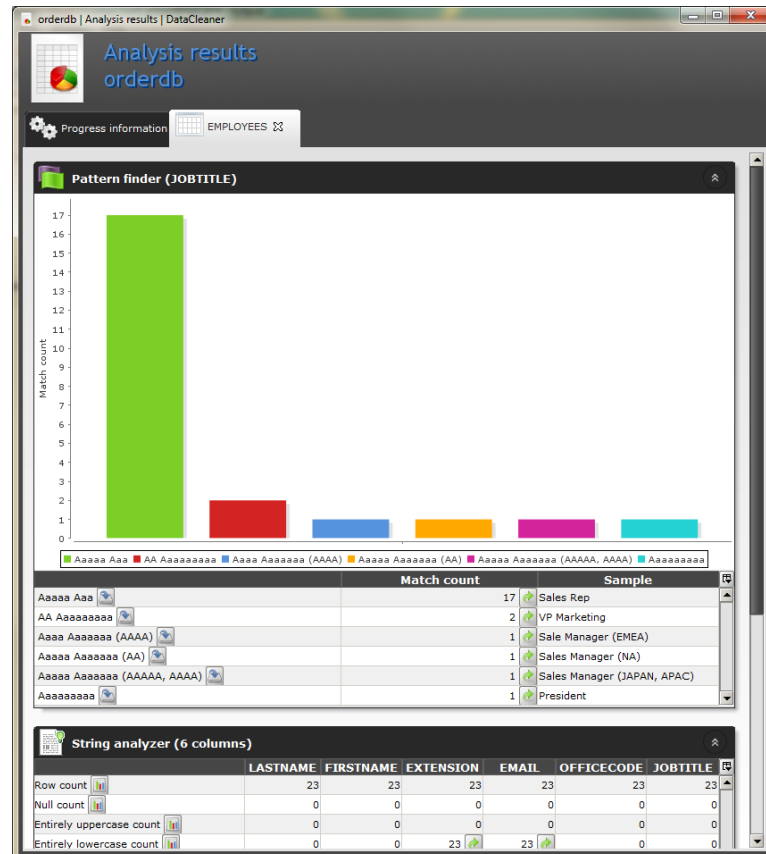 orderdb | Analysis results | DataCleaner
Analysis results
orderdb
Progress information EMPLOYEES
Pattern finder (JOBTITLE)
17
16
15
14
13
12
11
10
9
8
7
6
5
4
3
2
1
0
Match count
Aaaaa Aaa AA Aaaaaaaaa Aaaa Aaaaaaa (AAAA) Aaaaa Aaaaaaa (AA) Aaaaa Aaaaaaa (AAAAA, AAAA) Aaaaaaaaa
Match count Sample
Aaaaa Aaa 17 Sales Rep
AA Aaaaaaaaa 2 VP Marketing
Aaaa Aaaaaaa (AAAA) 1 Sale Manager (EMEA)
Aaaaa Aaaaaaa (AA) 1 Sales Manager (NA)
Aaaaa Aaaaaaa (AAAAA, AAAA) 1 Sales Manager (JAPAN, APAC)
Aaaaaaaaa 1 President
String analyzer (6 columns)
LASTNAME FIRSTNAME EXTENSION EMAIL OFFICECODE JOBTITLE
Row count 23 23 23 23 23 23
Null count 0 0 0 0 0 0
Entirely uppercase count 0 0 0 0 0 0
Entirely lowercase count 0 0 23 23 0 0